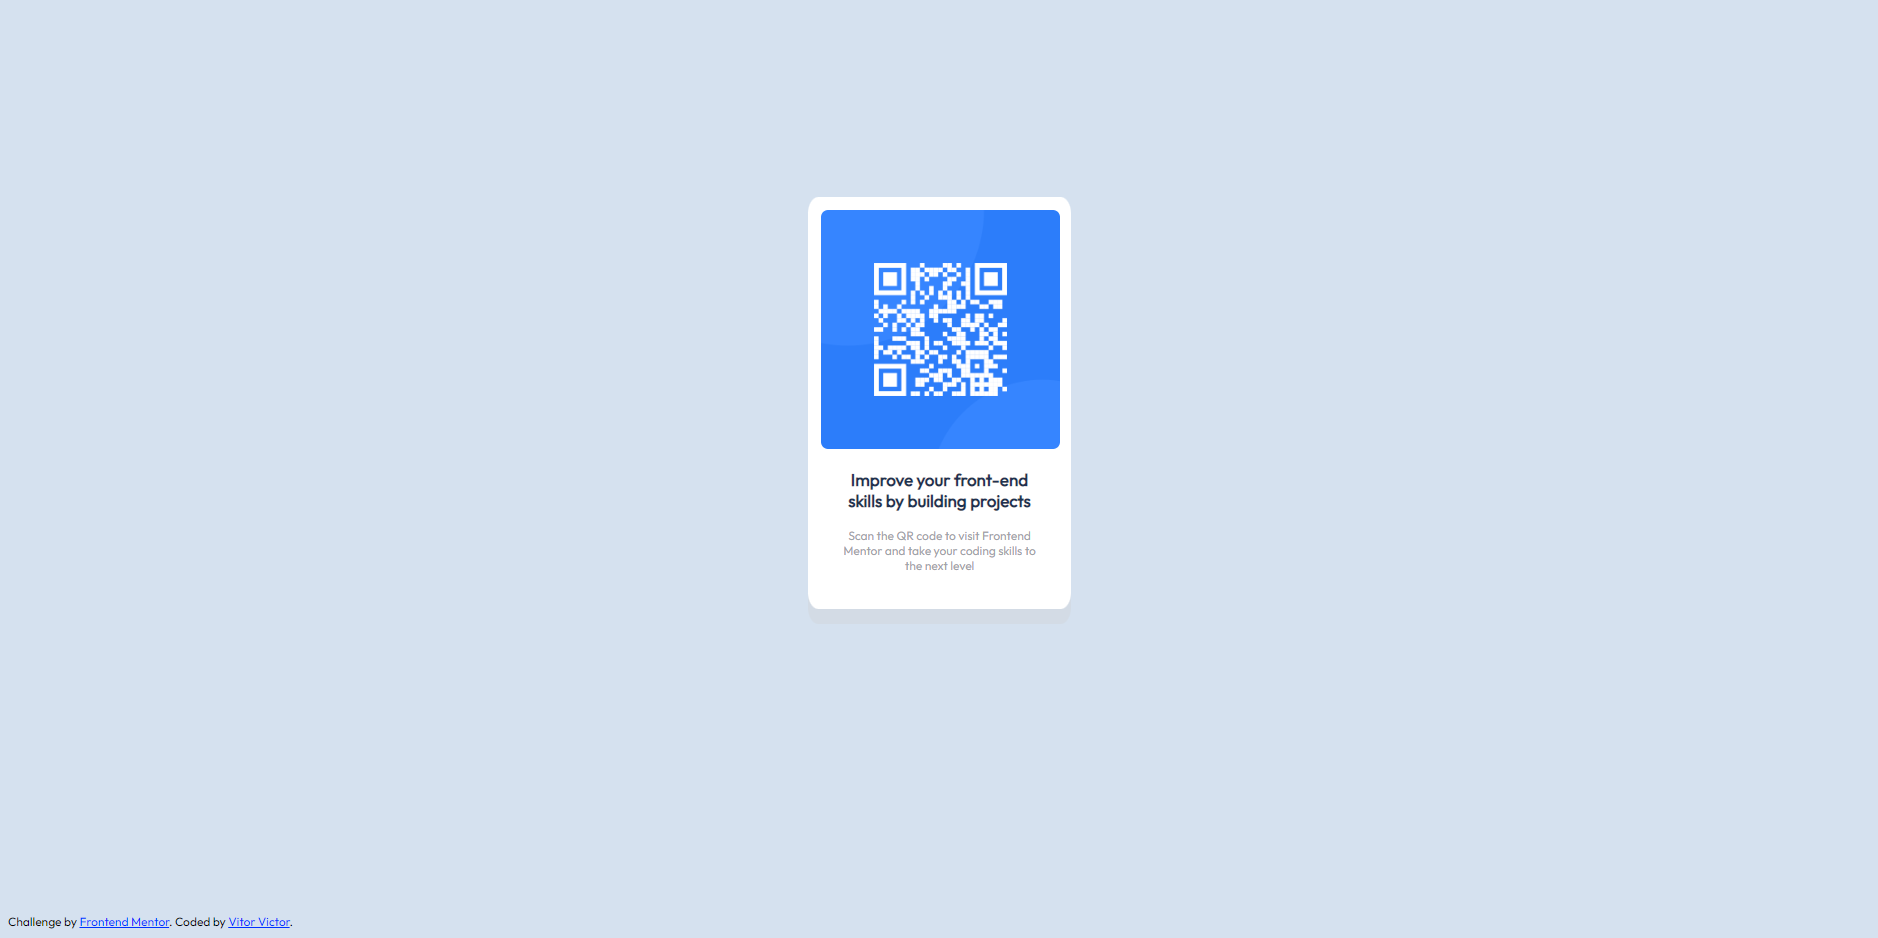 Improve your front-end
skills by building projects
Scan the QR code to visit Frontend
Mentor and take your coding skills to
the next level
Challenge by Frontend Mentor. Coded by Vitor Victor.